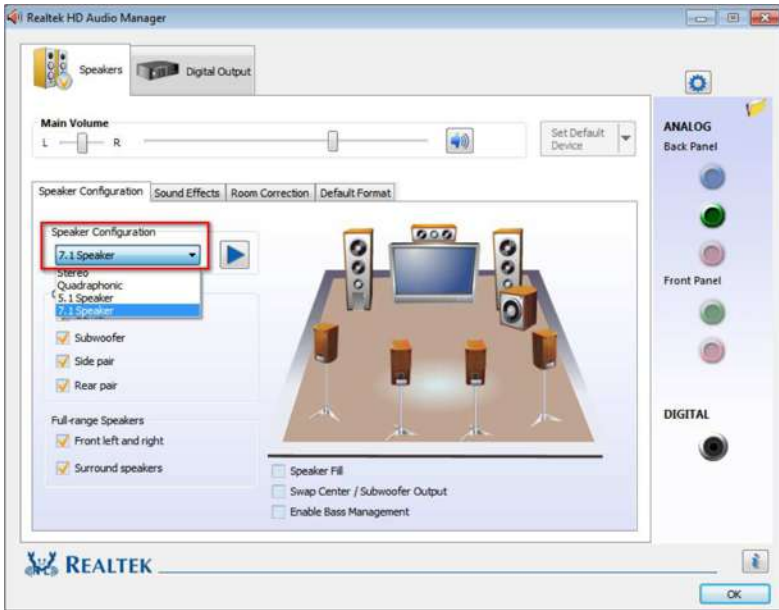 Realtek HD Audio Manager
Speakers
Digital Output
Main Volume
L
R
Set Default
Device
Speaker Configuration
Sound Effects
Room Correction
Default Format
Speaker Configuration
7.1 Speaker
Stereo
Quadraphonic
5.1 Speaker
7.1 Speaker
Subwoofer
Side pair
Rear pair
Full-range Speakers
Front left and right
Surround speakers
Speaker Fill
Swap Center / Subwoofer Output
Enable Bass Management
ANALOG
Back Panel
Front Panel
DIGITAL
REALTEK
OK